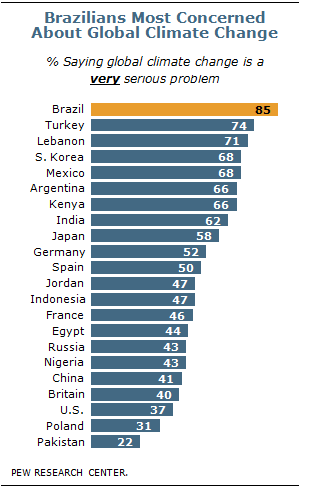 Brazilians Most Concerned
About Global Climate Change
% Saying global climate change is a
very serious problem
Brazil 85
Turkey 74
Lebanon 71
S. Korea 68
Mexico 68
Argentina 66
Kenya 66
India 62
Japan 58
Germany 52
Spain 50
Jordan 47
Indonesia 47
France 46
Egypt 44
Russia 43
Nigeria 43
China 41
Britain 40
U.S. 37
Poland 31
Pakistan 22
PEW RESEARCH CENTER.